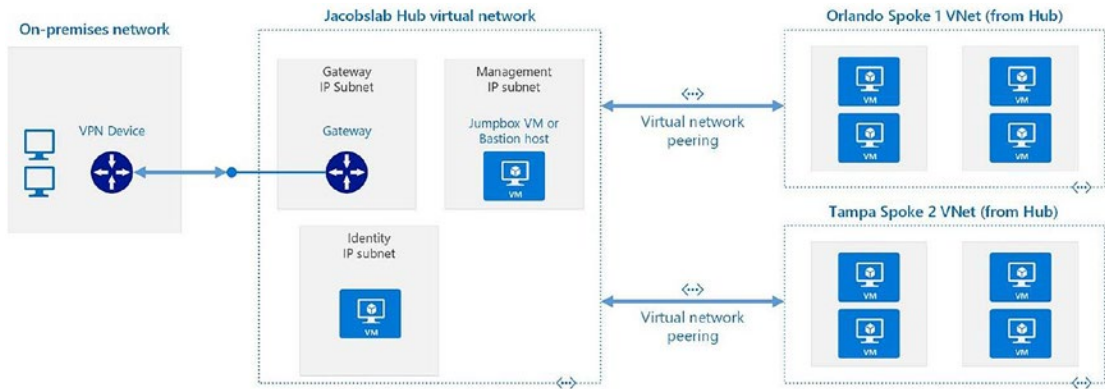 On-premises network
VPN Device
Jacobslab Hub virtual network
Gateway
IP Subnet
Gateway
Management
IP subnet
Jumpbox VM or
Bastion host
VM
Identity
IP subnet
VM
Virtual network
peering
Virtual network
peering
Orlando Spoke 1 VNet (from Hub)
VM
VM
VM
VM
Tampa Spoke 2 VNet (from Hub)
VM
VM
VM
VM